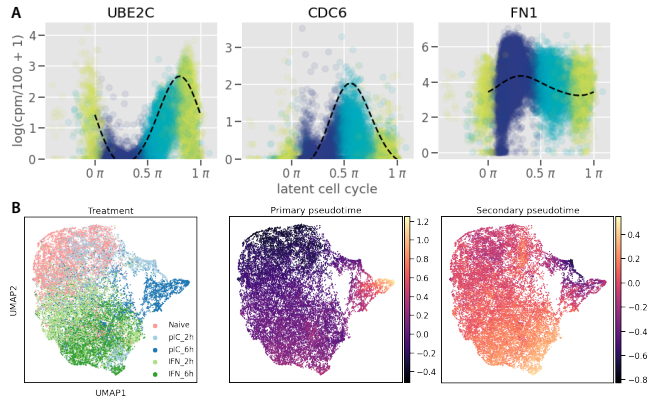 A
UBE2C
CDC6
FN1
log(cpm/100 + 1)
4
3
2
1
0
3
2
1
0
6
4
2
0
0 π
0.5 π
1 π
0 π
0.5 π
1 π
0 π
0.5 π
1 π
latent cell cycle
B
Treatment
Primary pseudotime
Secondary pseudotime
UMAP2
Naive
pIC_2h
pIC_6h
IFN_2h
IFN_6h
UMAP1
1.2
1.0
0.8
0.6
0.4
0.2
0.0
−0.2
−0.4
0.4
0.2
0.0
−0.2
−0.4
−0.6
−0.8